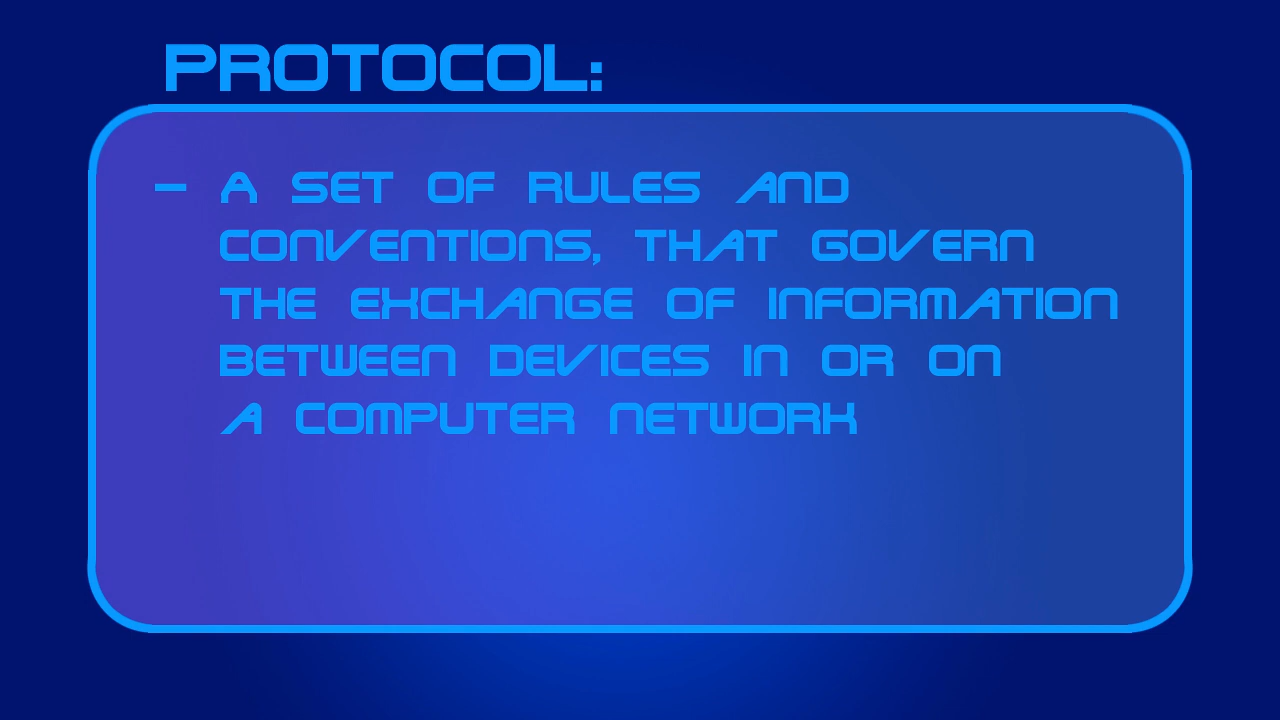 PROTOCOL:
- A SET OF RULES AND
CONVENTIONS, THAT GOVERN
THE EXCHANGE OF INFORMATION
BETWEEN DEVICES IN OR ON
A COMPUTER NETWORK